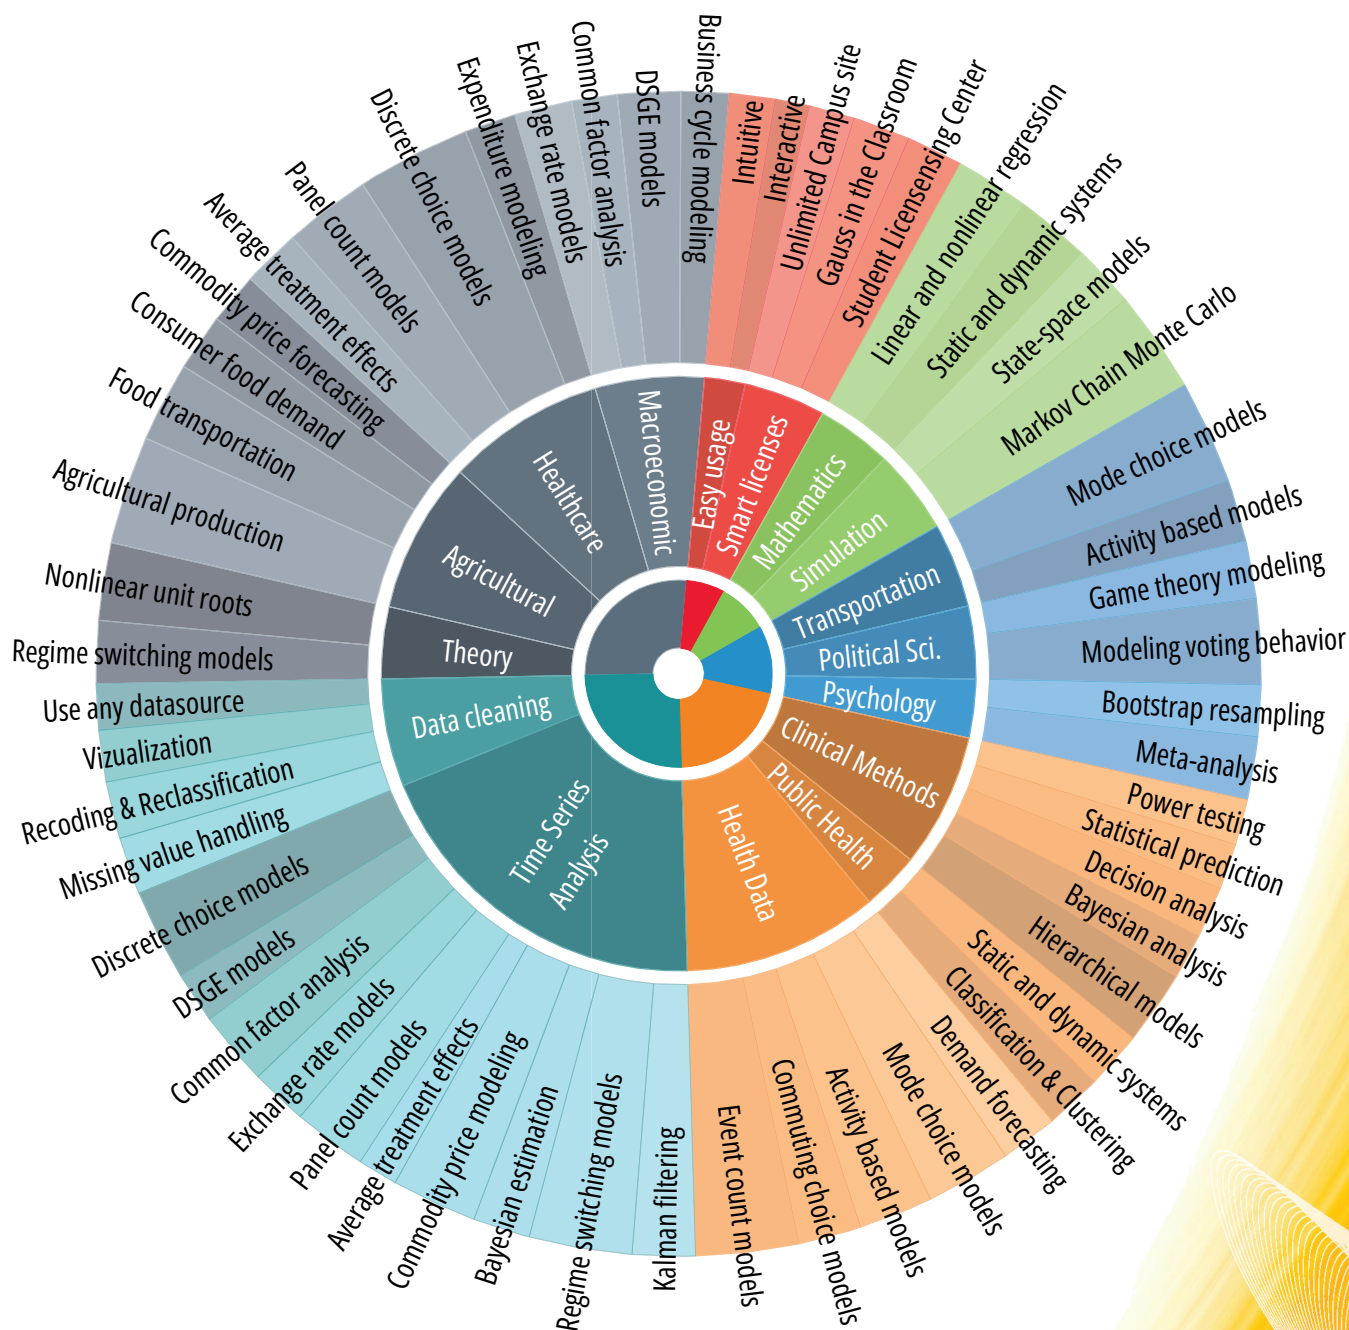 Business cycle modeling
Intuitive
Interactive
Unlimited Campus site
Gauss in the Classroom
Student Licensensing Center
Linear and nonlinear regression
Static and dynamic systems
State-space models
Markov Chain Monte Carlo
Mode choice models
Activity based models
Game theory modeling
Modeling voting behavior
Bootstrap resampling
Meta-analysis
Power testing
Statistical prediction
Decision analysis
Bayesian analysis
Hierarchical models
Static and dynamic systems
Classification & Clustering
Demand forecasting
Mode choice models
Activity based models
Commuting choice models
Event count models
Kalman filtering
Regime switching models
Bayesian estimation
Commodity price modeling
Average treatment effects
Panel count models
Exchange rate models
Common factor analysis
DSGE models
Discrete choice models
Missing value handling
Recoding & Reclassification
Vizualization
Use any datasource
Regime switching models
Nonlinear unit roots
Agricultural production
Food transportation
Consumer food demand
Commodity price forecasting
Average treatment effects
Panel count models
Discrete choice models
Expenditure modeling
Exchange rate models
Common factor analysis
DSGE models
Easy usage
Smart licenses
Mathematics
Simulation
Transportation
Political Sci.
Psychology
Clinical Methods
Public Health
Health Data
Time Series
Analysis
Data cleaning
Theory
Agricultural
Healthcare
Macroeconomic